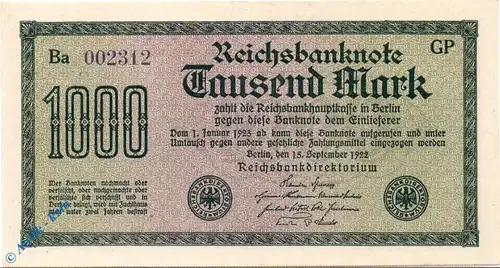 Ba 002312
Reichsbanknote
GP
Tausend Mark
1000
zahlt die Reichsbankhauptkasse in Berlin
gegen diese Banknote dem Einlieferer
Vom 1. Januar 1923 ab kann diese Banknote aufgerufen und unter
Umtausch gegen andere gesetzliche Zahlungsmittel eingezogen werden
Berlin, den 15. September 1922
Reichsbankdirektorium
Wer Banknoten nachmacht oder
verfälscht, oder nachgemachte oder
verfälschte sich verschafft und in
Verkehr bringt, wird mit Zuchthaus
nicht unter zwei Jahren bestraft
REICHSBANKDIREKTORIUM
REICHSBANKDIREKTORIUM